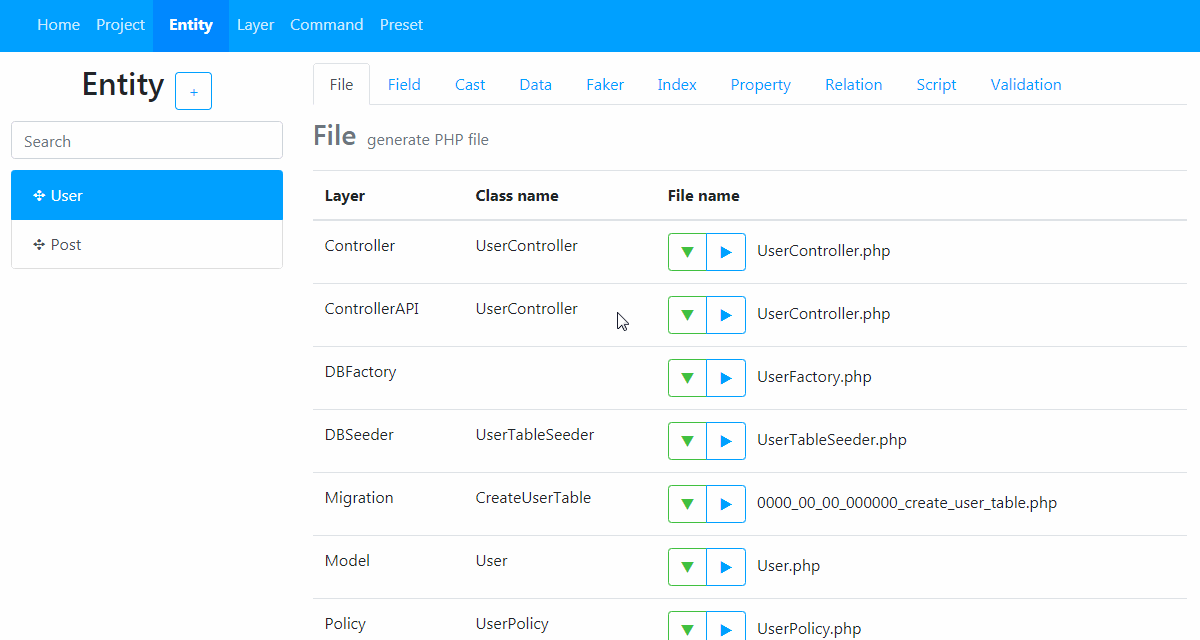 Home Project Entity Layer Command Preset
Entity +
Search
User
Post
File Field Cast Data Faker Index Property Relation Script Validation
File generate PHP file
Layer Class name File name
Controller UserController UserController.php
ControllerAPI UserController UserController.php
DBFactory UserFactory.php
DBSeeder UserTableSeeder UserTableSeeder.php
Migration CreateUserTable 0000_00_00_000000_create_user_table.php
Model User User.php
Policy UserPolicy UserPolicy.php